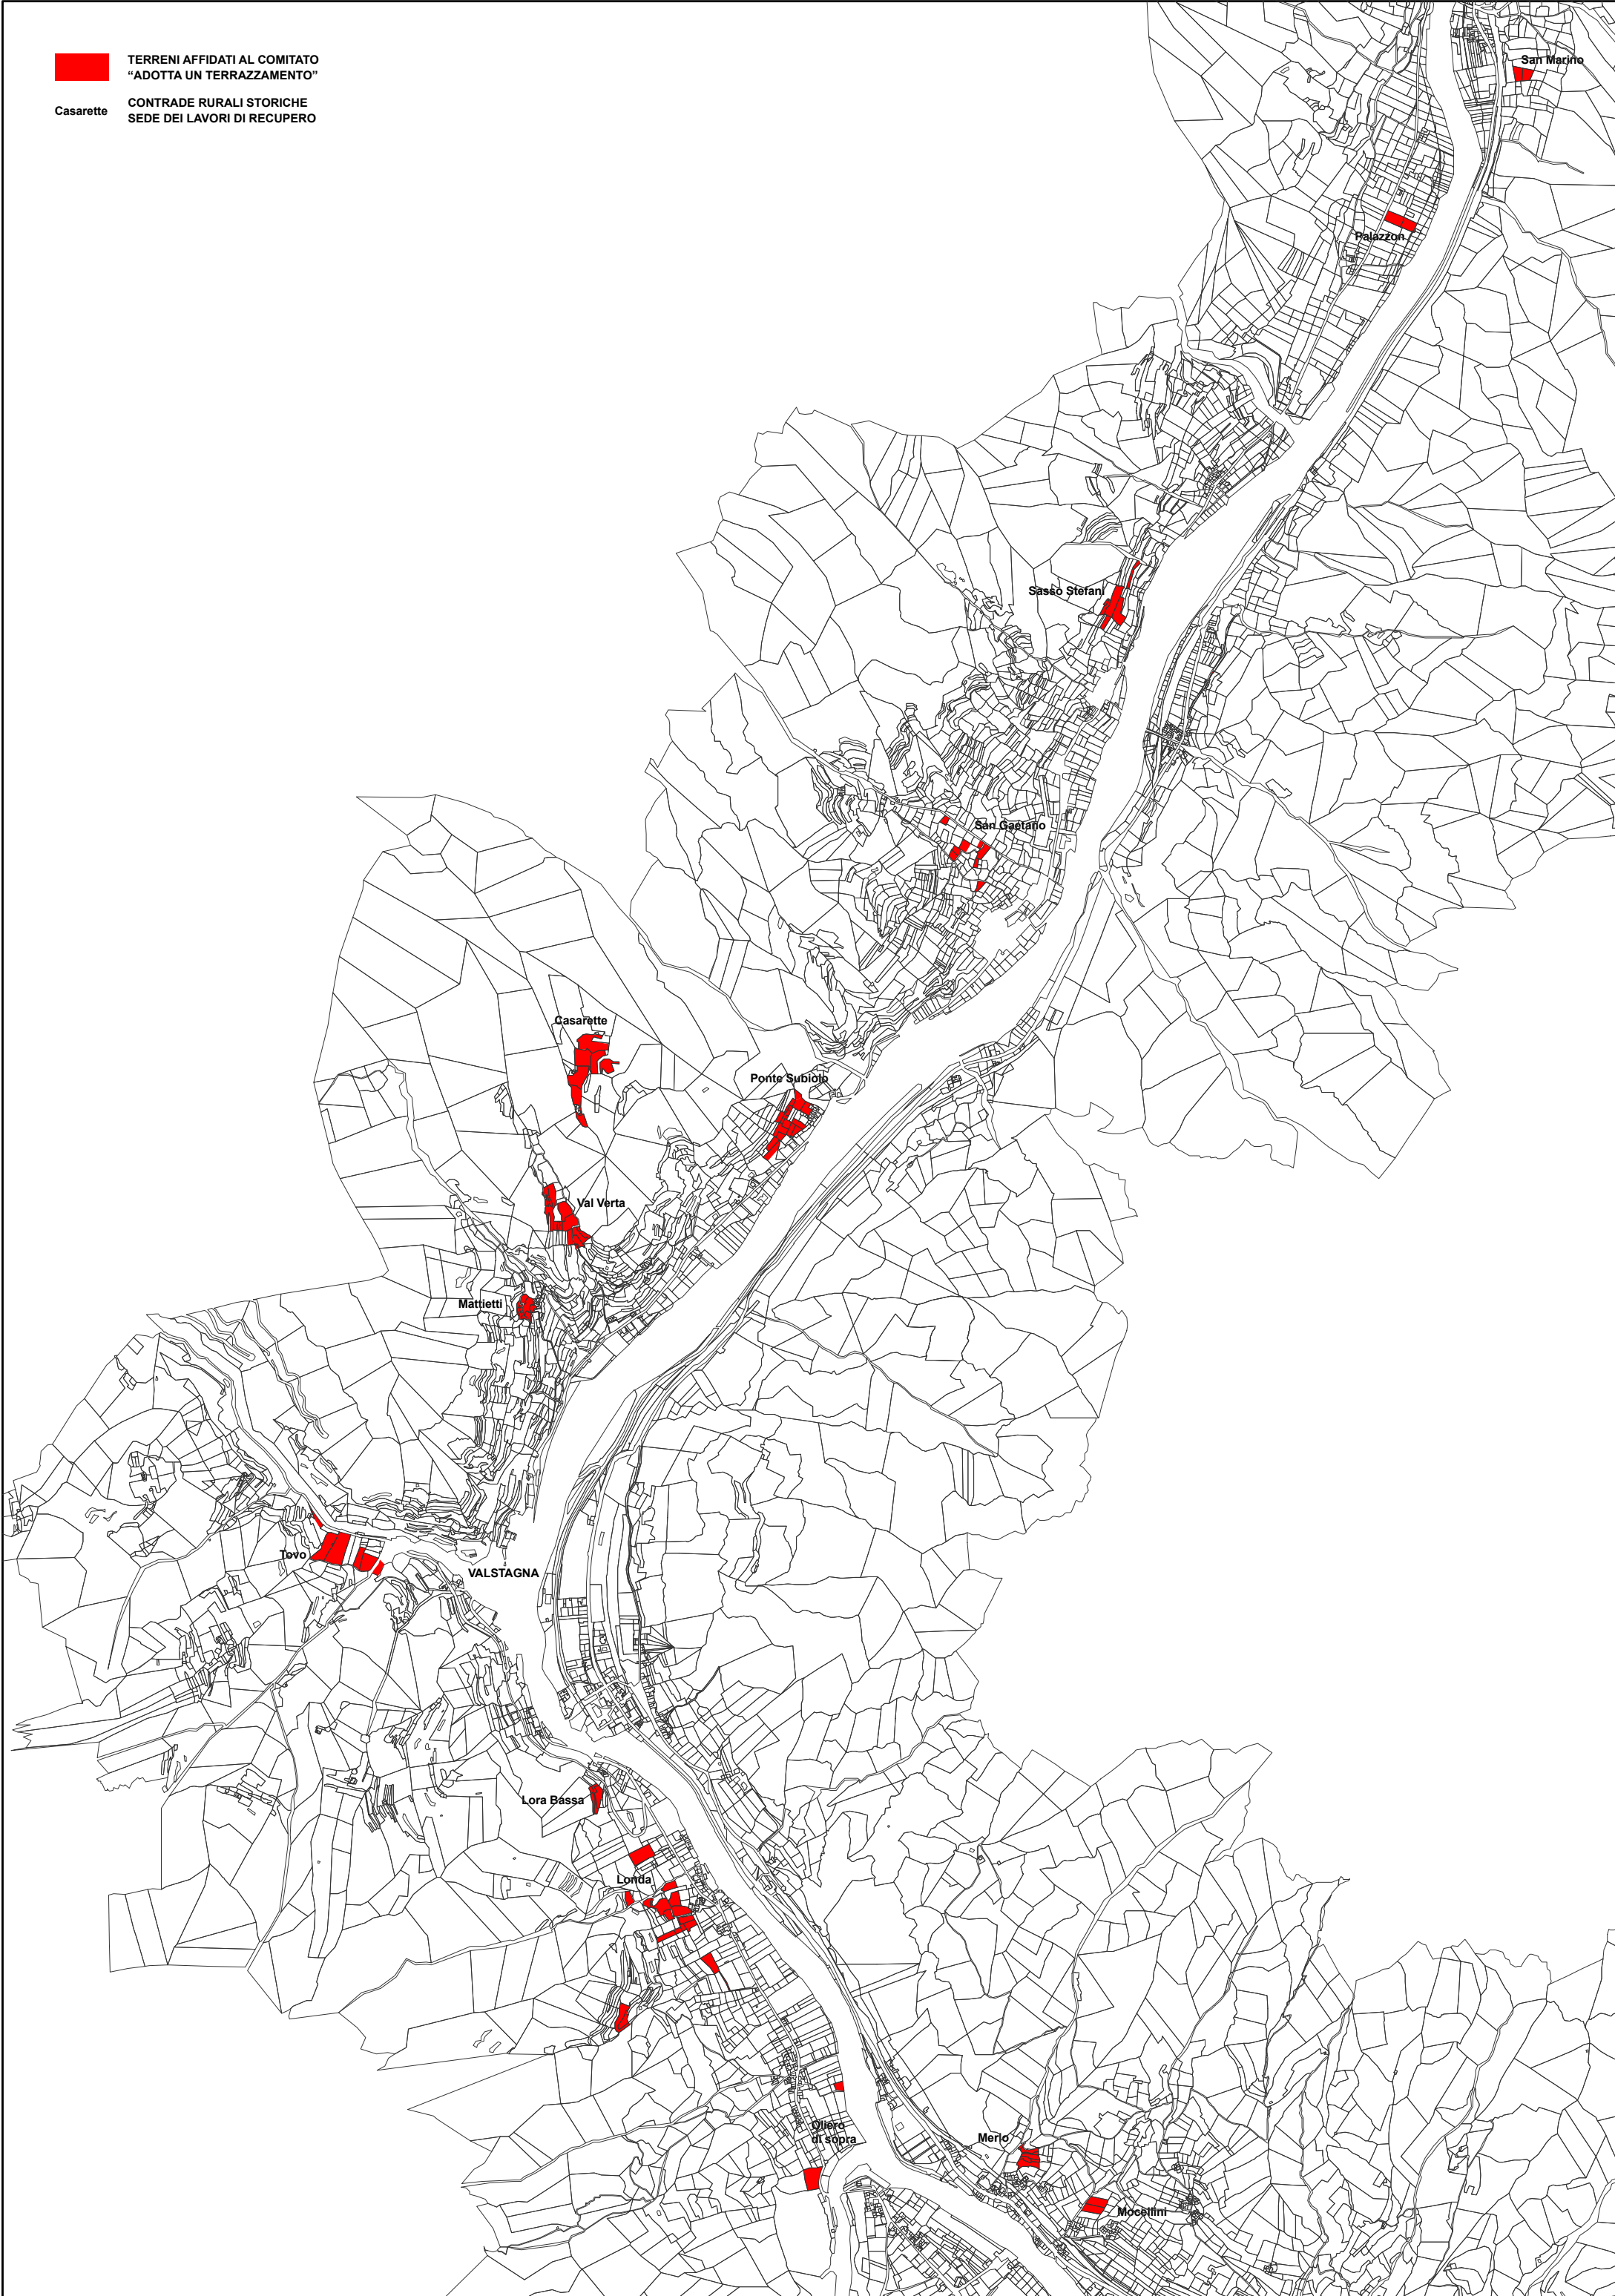 TERRENI AFFIDATI AL COMITATO
“ADOTTA UN TERRAZZAMENTO”
Casarette
CONTRADE RURALI STORICHE
SEDE DEI LAVORI DI RECUPERO
San Marino
Palazzon
Sasso Stefani
San Gaetano
Casarette
Ponte Subiolo
Val Verta
Mattietti
Tovo
VALSTAGNA
Lora Bassa
Londa
Oliero
di sopra
Merlo
Mocellini